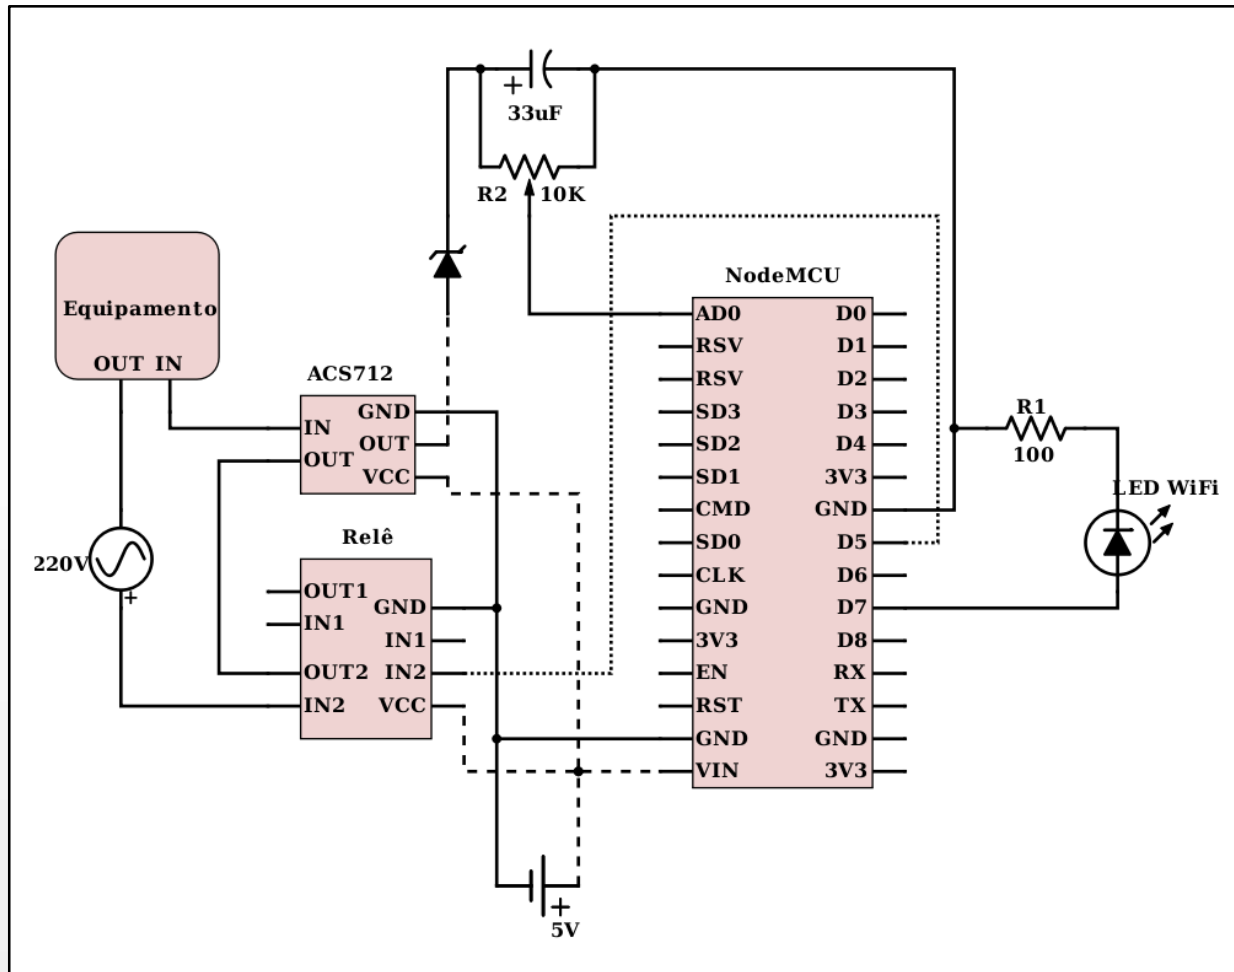 +
33uF
R2
10K
NodeMCU
Equipamento
OUT IN
ACS712
IN
OUT
GND
OUT
VCC
220V
+
Relê
OUT1
IN1
OUT2
IN2
GND
IN1
IN2
VCC
AD0
RSV
RSV
SD3
SD2
SD1
CMD
SD0
CLK
GND
3V3
EN
RST
GND
VIN
D0
D1
D2
D3
D4
3V3
GND
D5
D6
D7
D8
RX
TX
GND
3V3
R1
100
LED WiFi
+
5V